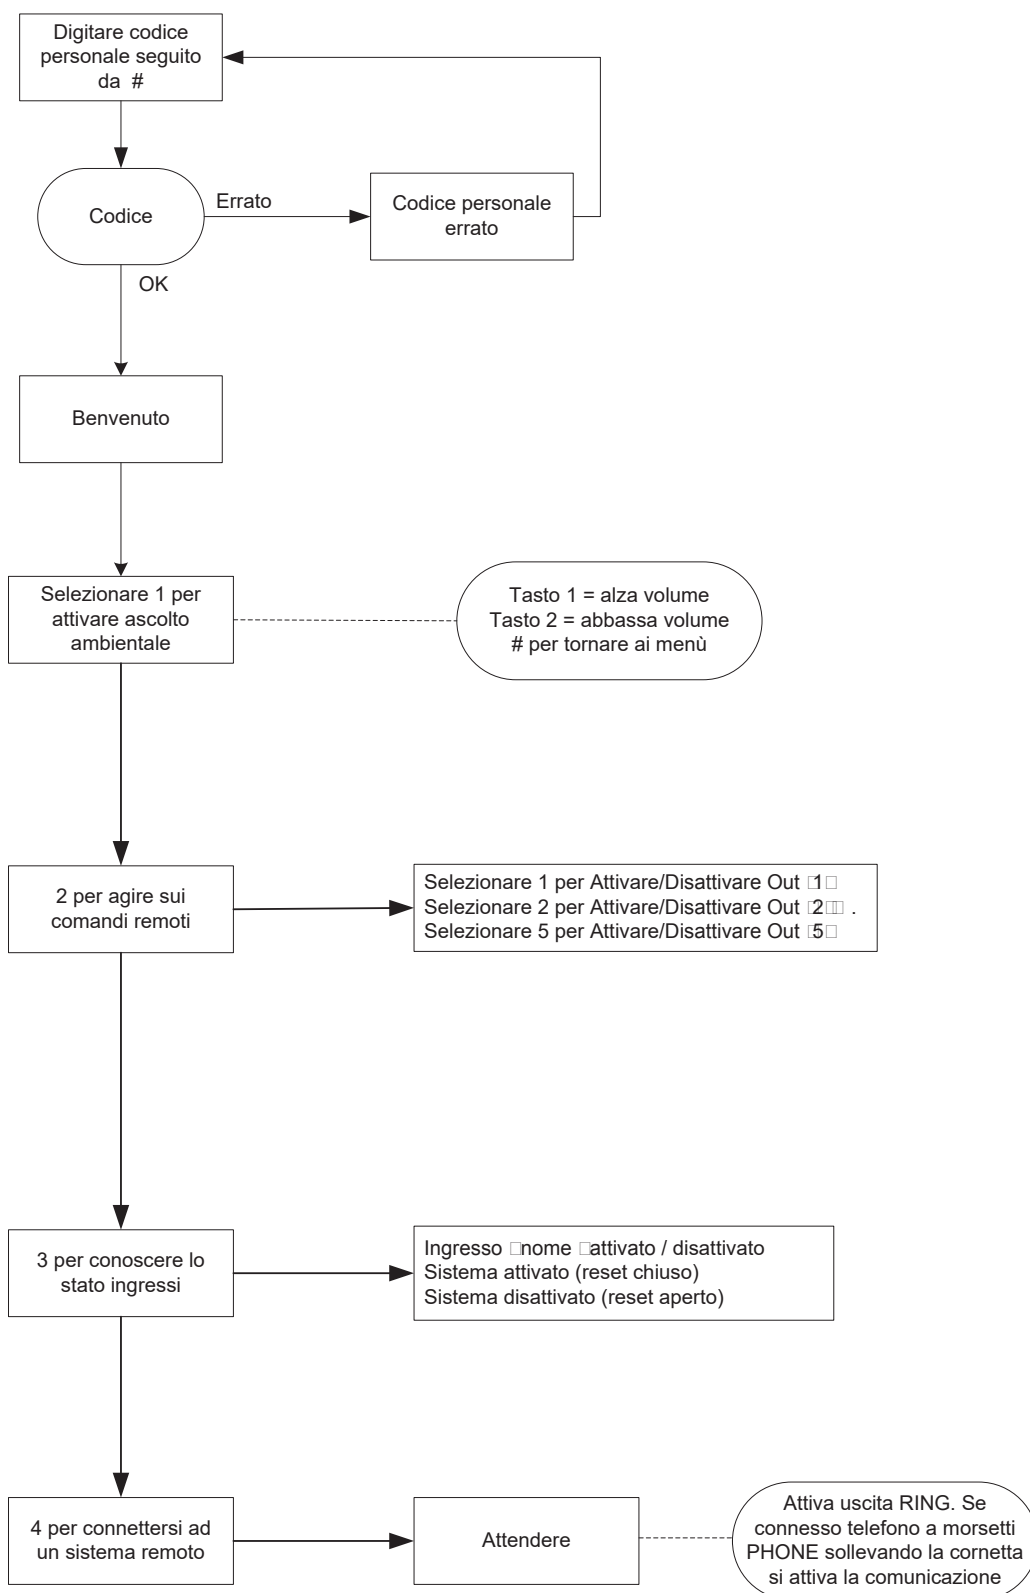 Digitare codice
personale seguito
da #
Codice
Errato
Codice personale
errato
OK
Benvenuto
Selezionare 1 per
attivare ascolto
ambientale
Tasto 1 = alza volume
Tasto 2 = abbassa volume
# per tornare ai menù
2 per agire sui
comandi remoti
Selezionare 1 per Attivare/Disattivare Out □1□
Selezionare 2 per Attivare/Disattivare Out □2□□ .
Selezionare 5 per Attivare/Disattivare Out □5□
3 per conoscere lo
stato ingressi
Ingresso □nome □attivato / disattivato
Sistema attivato (reset chiuso)
Sistema disattivato (reset aperto)
4 per connettersi ad
un sistema remoto
Attendere
Attiva uscita RING. Se
connesso telefono a morsetti
PHONE sollevando la cornetta
si attiva la comunicazione